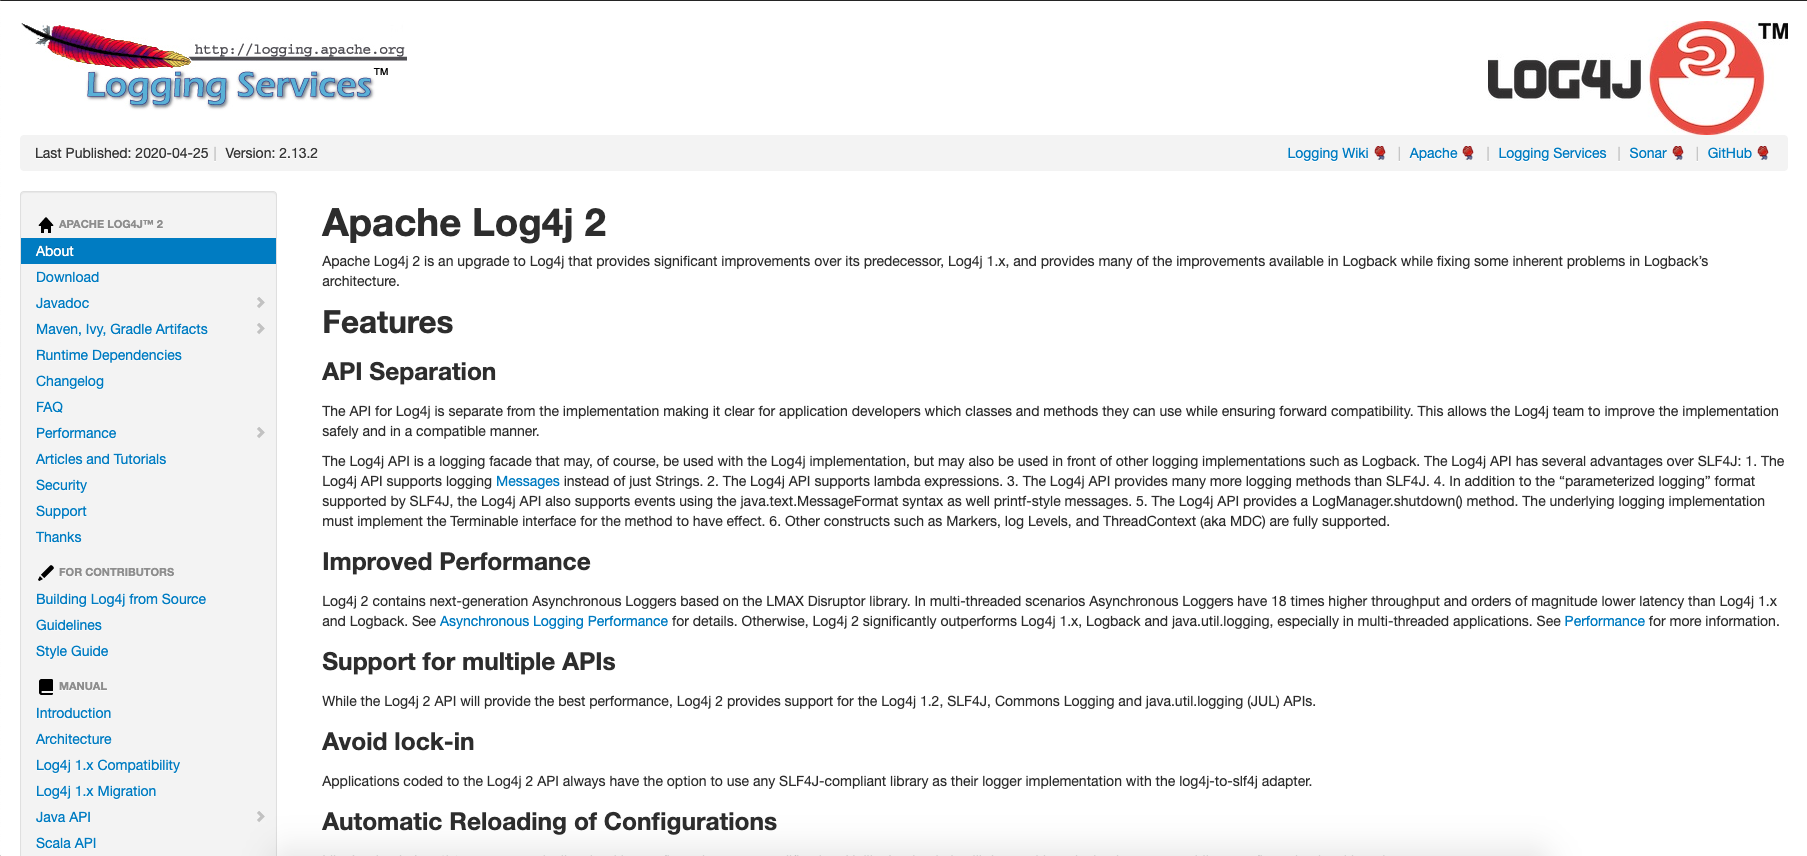 http://logging.apache.org
Logging Services™
LOG4J
2
TM
Last Published: 2020-04-25 | Version: 2.13.2
Logging Wiki | Apache | Logging Services | Sonar | GitHub
APACHE LOG4J™ 2
About
Download
Javadoc
Maven, Ivy, Gradle Artifacts
Runtime Dependencies
Changelog
FAQ
Performance
Articles and Tutorials
Security
Support
Thanks
FOR CONTRIBUTORS
Building Log4j from Source
Guidelines
Style Guide
MANUAL
Introduction
Architecture
Log4j 1.x Compatibility
Log4j 1.x Migration
Java API
Scala API
Apache Log4j 2
Apache Log4j 2 is an upgrade to Log4j that provides significant improvements over its predecessor, Log4j 1.x, and provides many of the improvements available in Logback while fixing some inherent problems in Logback’s
architecture.
Features
API Separation
The API for Log4j is separate from the implementation making it clear for application developers which classes and methods they can use while ensuring forward compatibility. This allows the Log4j team to improve the implementation
safely and in a compatible manner.
The Log4j API is a logging facade that may, of course, be used with the Log4j implementation, but may also be used in front of other logging implementations such as Logback. The Log4j API has several advantages over SLF4J: 1. The
Log4j API supports logging Messages instead of just Strings. 2. The Log4j API supports lambda expressions. 3. The Log4j API provides many more logging methods than SLF4J. 4. In addition to the “parameterized logging” format
supported by SLF4J, the Log4j API also supports events using the java.text.MessageFormat syntax as well printf-style messages. 5. The Log4j API provides a LogManager.shutdown() method. The underlying logging implementation
must implement the Terminable interface for the method to have effect. 6. Other constructs such as Markers, log Levels, and ThreadContext (aka MDC) are fully supported.
Improved Performance
Log4j 2 contains next-generation Asynchronous Loggers based on the LMAX Disruptor library. In multi-threaded scenarios Asynchronous Loggers have 18 times higher throughput and orders of magnitude lower latency than Log4j 1.x
and Logback. See Asynchronous Logging Performance for details. Otherwise, Log4j 2 significantly outperforms Log4j 1.x, Logback and java.util.logging, especially in multi-threaded applications. See Performance for more information.
Support for multiple APIs
While the Log4j 2 API will provide the best performance, Log4j 2 provides support for the Log4j 1.2, SLF4J, Commons Logging and java.util.logging (JUL) APIs.
Avoid lock-in
Applications coded to the Log4j 2 API always have the option to use any SLF4J-compliant library as their logger implementation with the log4j-to-slf4j adapter.
Automatic Reloading of Configurations